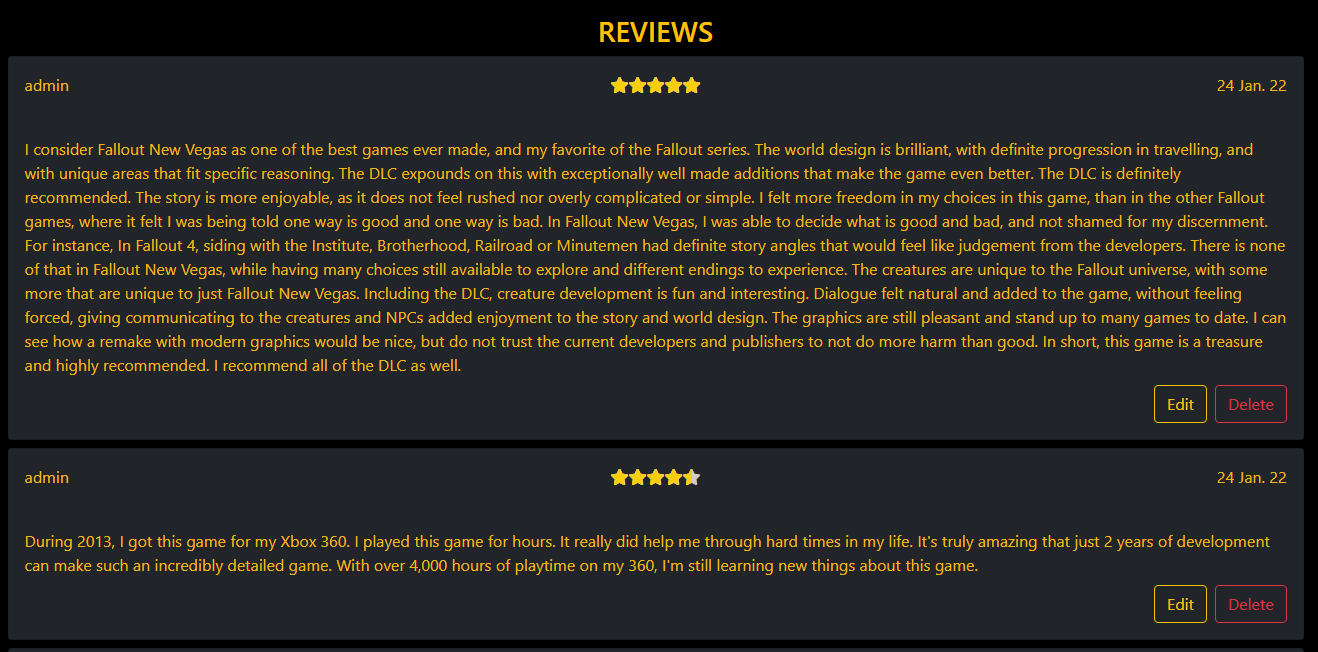 REVIEWS
admin
24 Jan. 22
I consider Fallout New Vegas as one of the best games ever made, and my favorite of the Fallout series. The world design is brilliant, with definite progression in travelling, and
with unique areas that fit specific reasoning. The DLC expounds on this with exceptionally well made additions that make the game even better. The DLC is definitely
recommended. The story is more enjoyable, as it does not feel rushed nor overly complicated or simple. I felt more freedom in my choices in this game, than in the other Fallout
games, where it felt I was being told one way is good and one way is bad. In Fallout New Vegas, I was able to decide what is good and bad, and not shamed for my discernment.
For instance, In Fallout 4, siding with the Institute, Brotherhood, Railroad or Minutemen had definite story angles that would feel like judgement from the developers. There is none
of that in Fallout New Vegas, while having many choices still available to explore and different endings to experience. The creatures are unique to the Fallout universe, with some
more that are unique to just Fallout New Vegas. Including the DLC, creature development is fun and interesting. Dialogue felt natural and added to the game, without feeling
forced, giving communicating to the creatures and NPCs added enjoyment to the story and world design. The graphics are still pleasant and stand up to many games to date. I can
see how a remake with modern graphics would be nice, but do not trust the current developers and publishers to not do more harm than good. In short, this game is a treasure
and highly recommended. I recommend all of the DLC as well.
Edit Delete
admin
24 Jan. 22
During 2013, I got this game for my Xbox 360. I played this game for hours. It really did help me through hard times in my life. It's truly amazing that just 2 years of development
can make such an incredibly detailed game. With over 4,000 hours of playtime on my 360, I'm still learning new things about this game.
Edit Delete